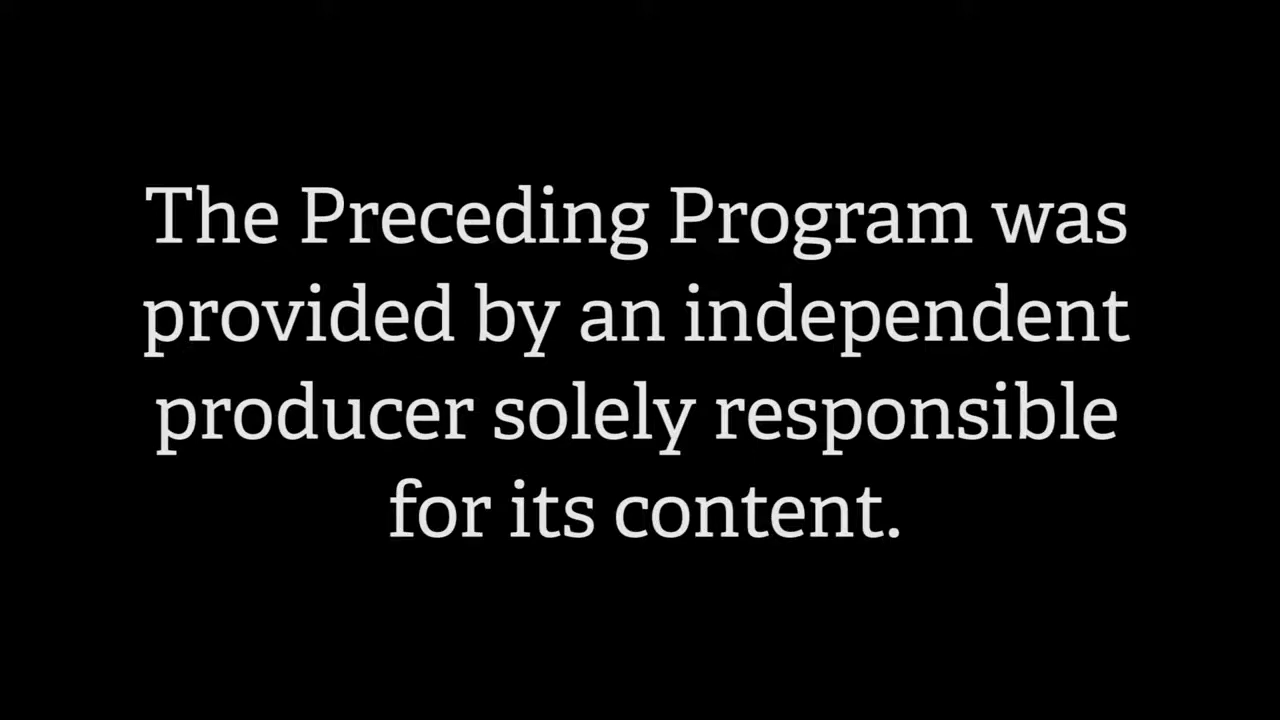 The Preceding Program was
provided by an independent
producer solely responsible
for its content.